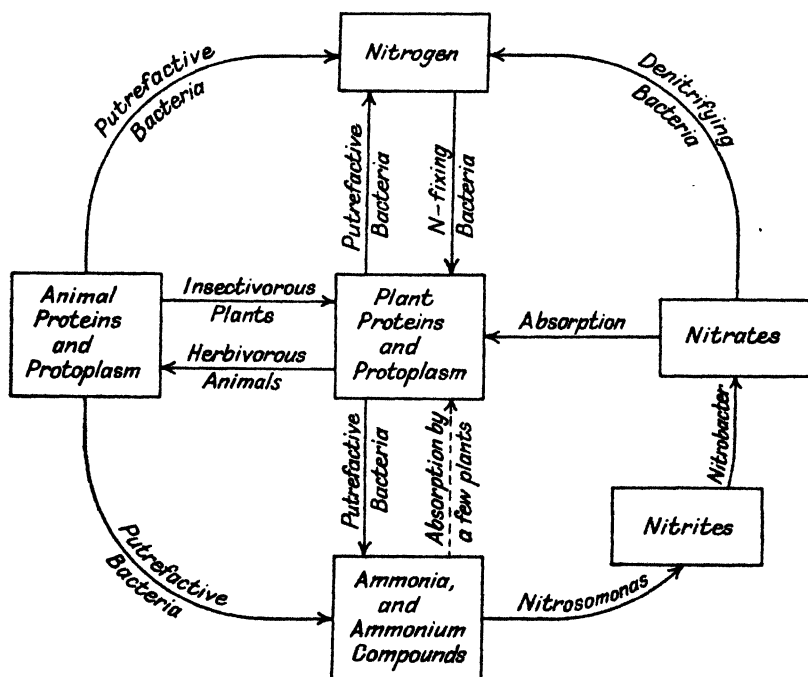 Nitrogen
Putrefactive
Bacteria
Denitrifying
Bacteria
Putrefactive
Bacteria
N-fixing
Bacteria
Animal
Proteins
and
Protoplasm
Insectivorous
Plants
Herbivorous
Animals
Plant
Proteins
and
Protoplasm
Absorption
Nitrates
Putrefactive
Bacteria
Absorption by
a few plants
Nitrobacter
Nitrites
Putrefactive
Bacteria
Ammonia,
and
Ammonium
Compounds
Nitrosomonas